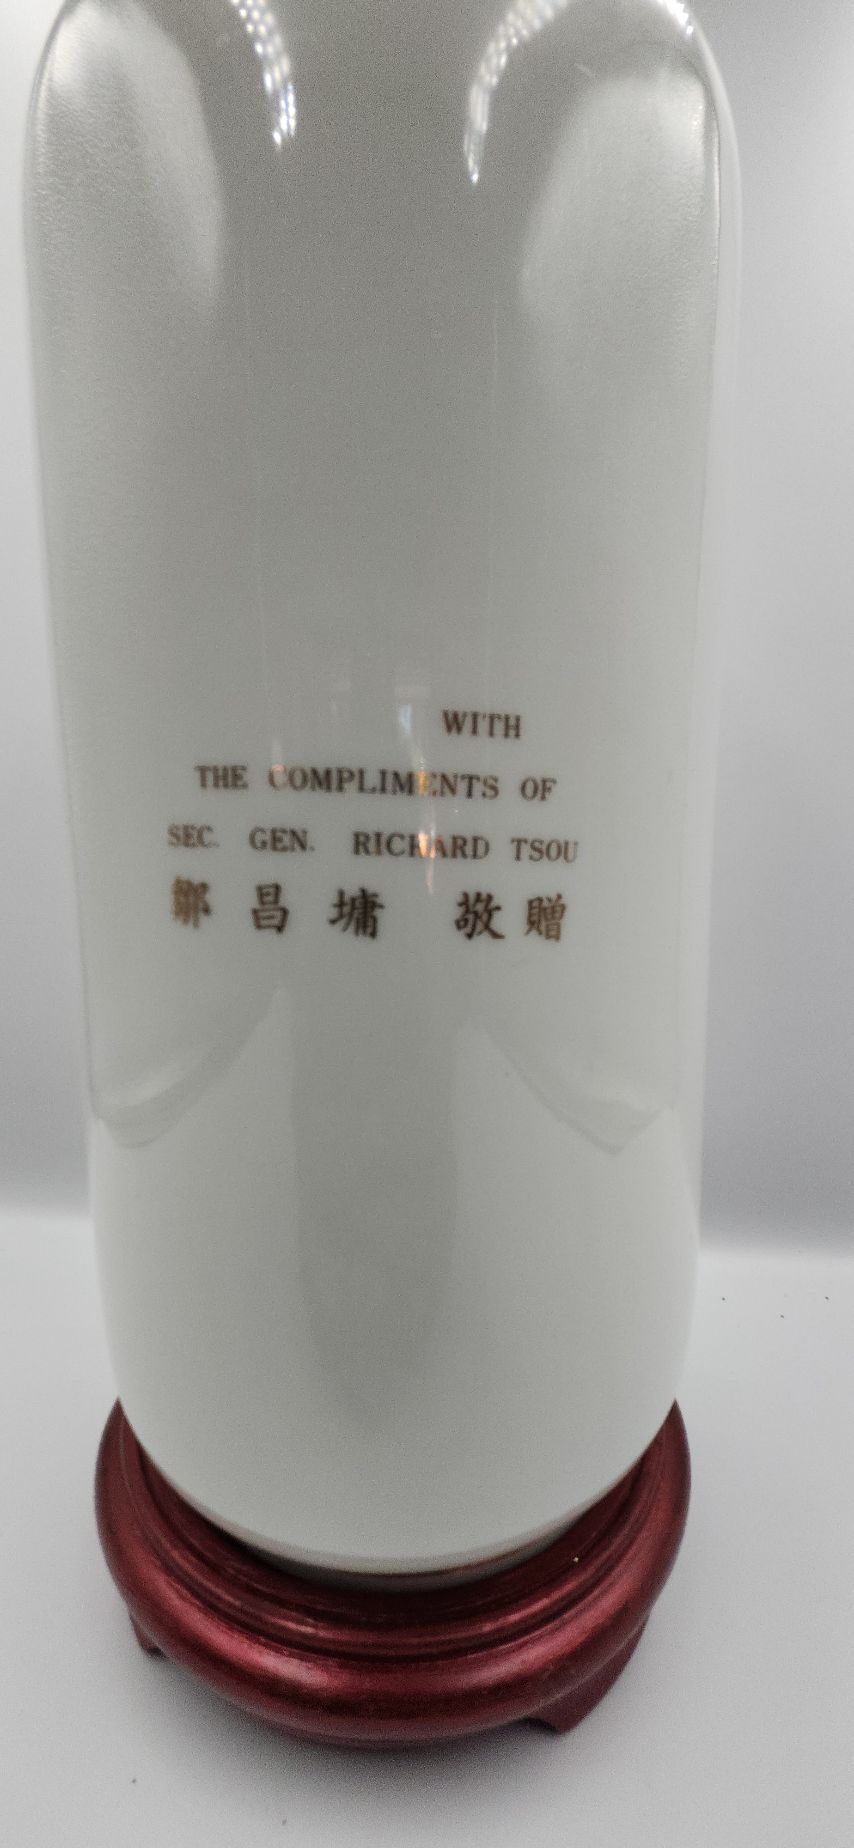 WITH
THE COMPLIMENTS OF
SEC. GEN. RICHARD TSOU
鄒昌墉 敬贈